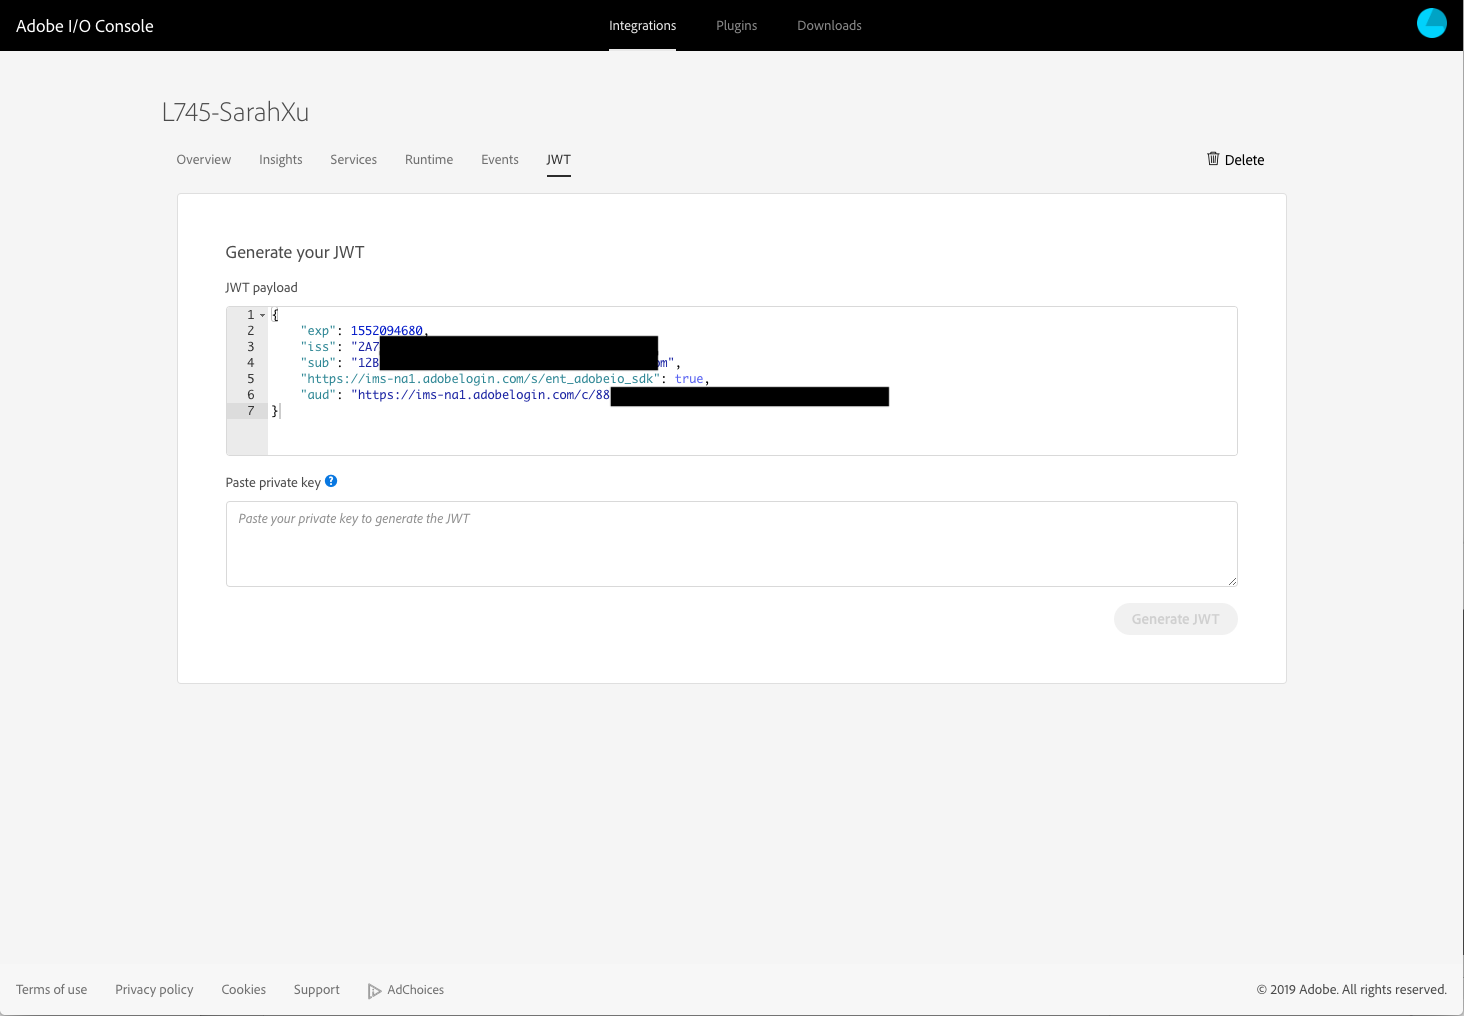 Adobe I/O Console
Integrations Plugins Downloads
L745-SarahXu
Overview Insights Services Runtime Events JWT
Delete
Generate your JWT
JWT payload
1 {
2 "exp": 1552094680,
3 "iss": "2A7
4 "sub": "12B m",
5 "https://ims-na1.adobelogin.com/s/ent_adobeio_sdk": true,
6 "aud": "https://ims-na1.adobelogin.com/c/88
7 }
Paste private key ?
Paste your private key to generate the JWT
Generate JWT
Terms of use Privacy policy Cookies Support AdChoices
© 2019 Adobe. All rights reserved.